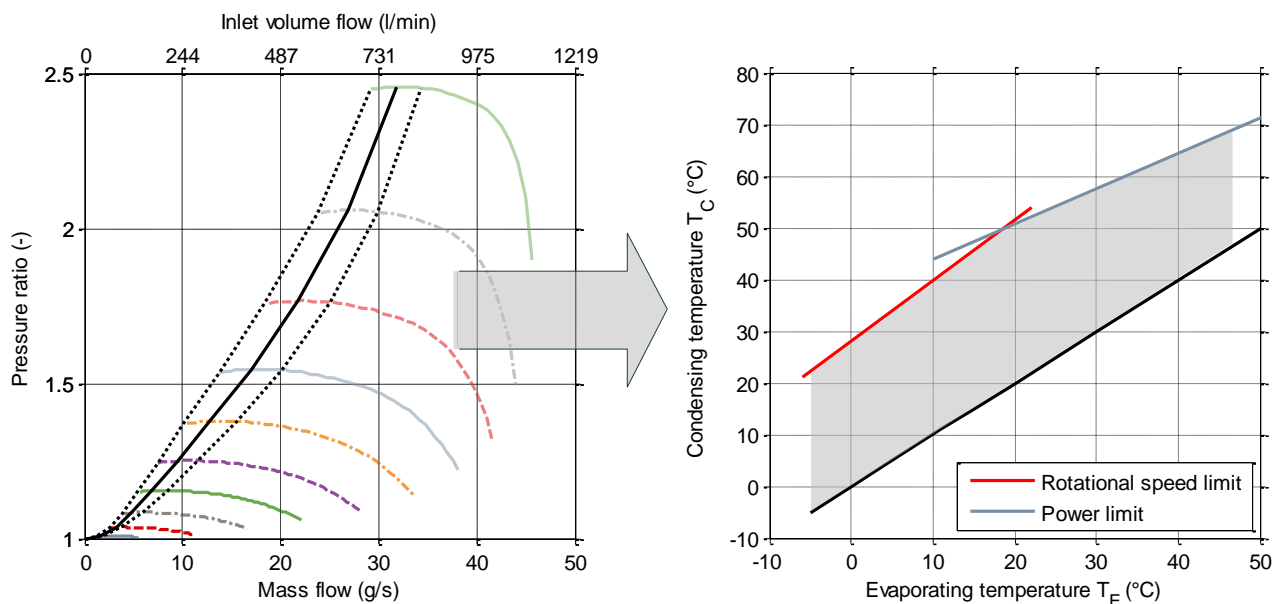 Inlet volume flow (l/min)
0 244 487 731 975 1219
2.5
2
1.5
1
Pressure ratio (-)
0 10 20 30 40 50
Mass flow (g/s)
80
70
60
50
40
30
20
10
0
-10
Condensing temperature T_C (°C)
Rotational speed limit
Power limit
-10 0 10 20 30 40 50
Evaporating temperature T_E (°C)